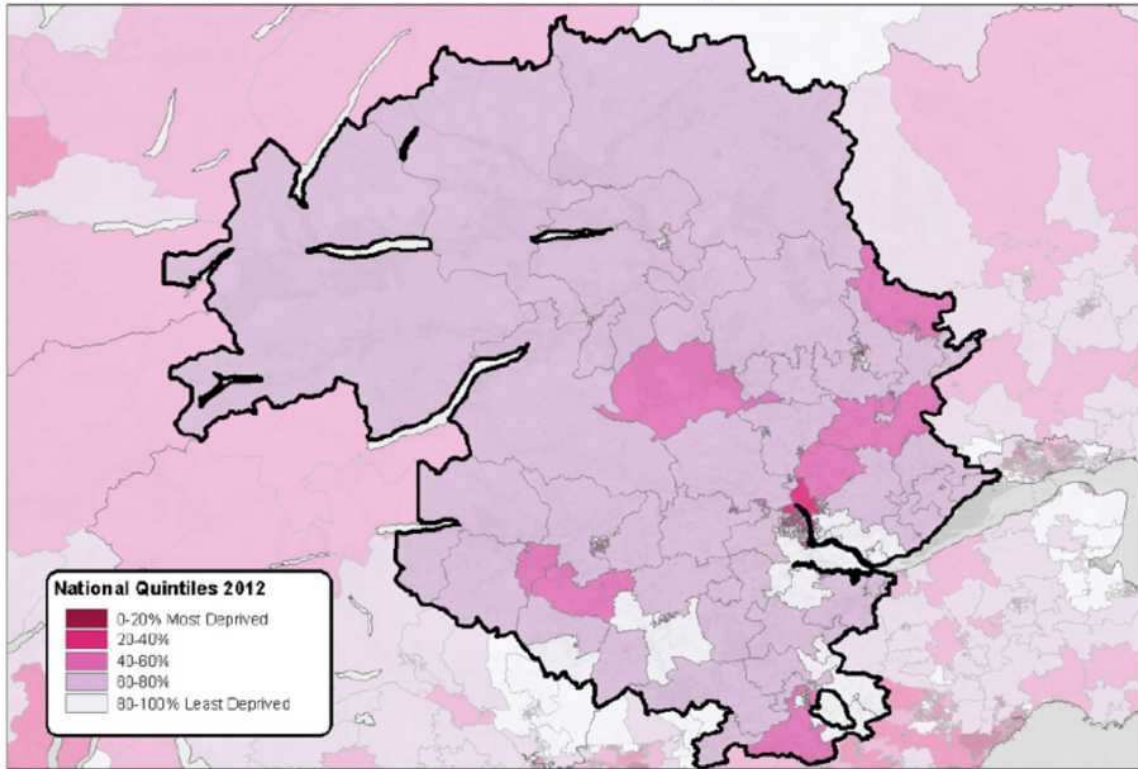 National Quintiles 2012
0-20% Most Deprived
20-40%
40-60%
60-80%
80-100% Least Deprived